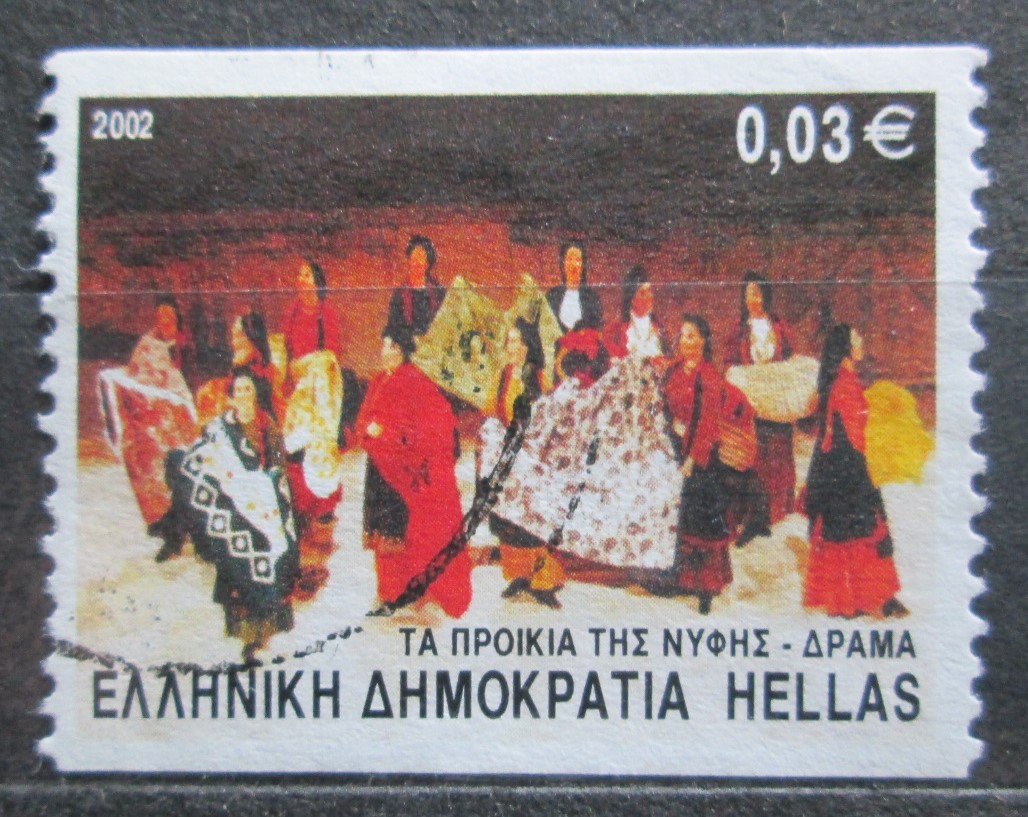 2002
0,03 €
ΤΑ ΠΡΟΙΚΙΑ ΤΗΣ ΝΥΦΗΣ - ΔΡΑΜΑ
ΕΛΛΗΝΙΚΗ ΔΗΜΟΚΡΑΤΙΑ HELLAS